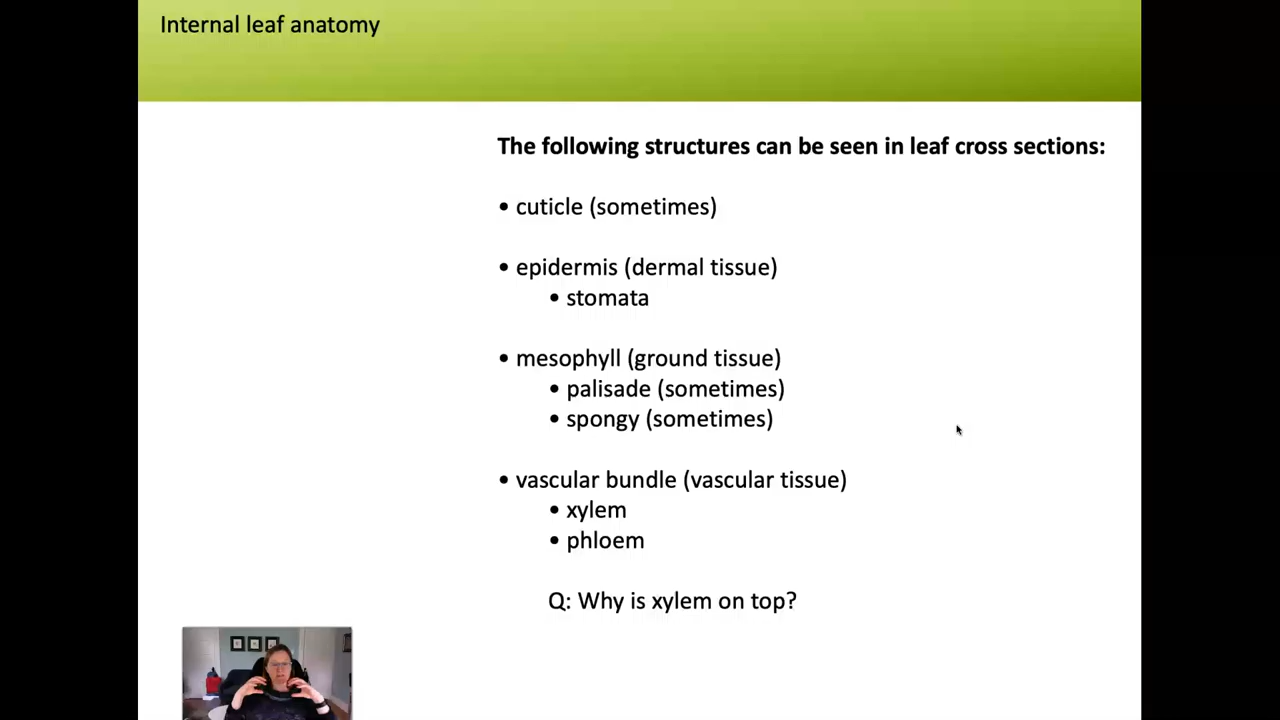 Internal leaf anatomy
The following structures can be seen in leaf cross sections:
• cuticle (sometimes)
• epidermis (dermal tissue)
• stomata
• mesophyll (ground tissue)
• palisade (sometimes)
• spongy (sometimes)
• vascular bundle (vascular tissue)
• xylem
• phloem
Q: Why is xylem on top?